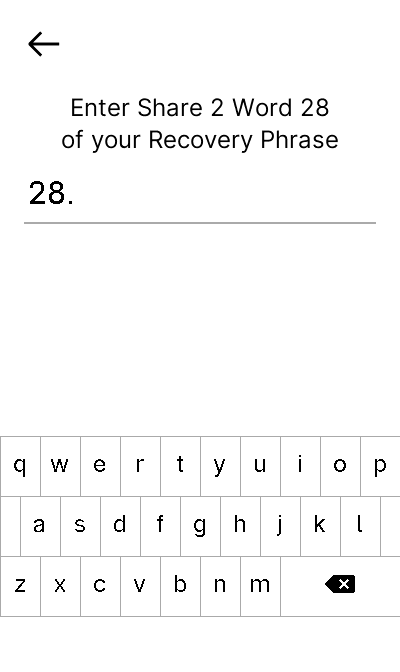 Enter Share 2 Word 28
of your Recovery Phrase
28.
q w e r t y u i o p
a s d f g h j k l
z x c v b n m